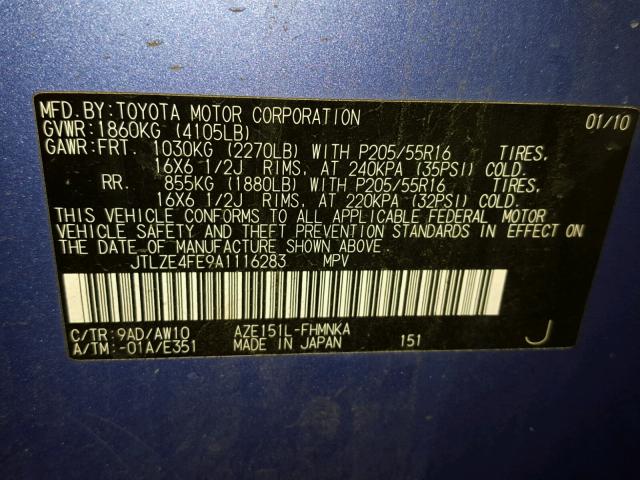 MFD.BY:TOYOTA MOTOR CORPORATION 01/10
GVWR:1860KG (4105LB)
GAWR:FRT. 1030KG (2270LB) WITH P205/55R16 TIRES,
16X6 1/2J RIMS, AT 240KPA (35PSI) COLD.
RR. 855KG (1880LB) WITH P205/55R16 TIRES,
16X6 1/2J RIMS, AT 220KPA (32PSI) COLD.
THIS VEHICLE CONFORMS TO ALL APPLICABLE FEDERAL MOTOR
VEHICLE SAFETY AND THEFT PREVENTION STANDARDS IN EFFECT ON
THE DATE OF MANUFACTURE SHOWN ABOVE.
JTLZE4FE9A1116283 MPV
C/TR:9AD/AW10 AZE151L-FHMNKA
A/TM:-01A/E351 MADE IN JAPAN 151 J